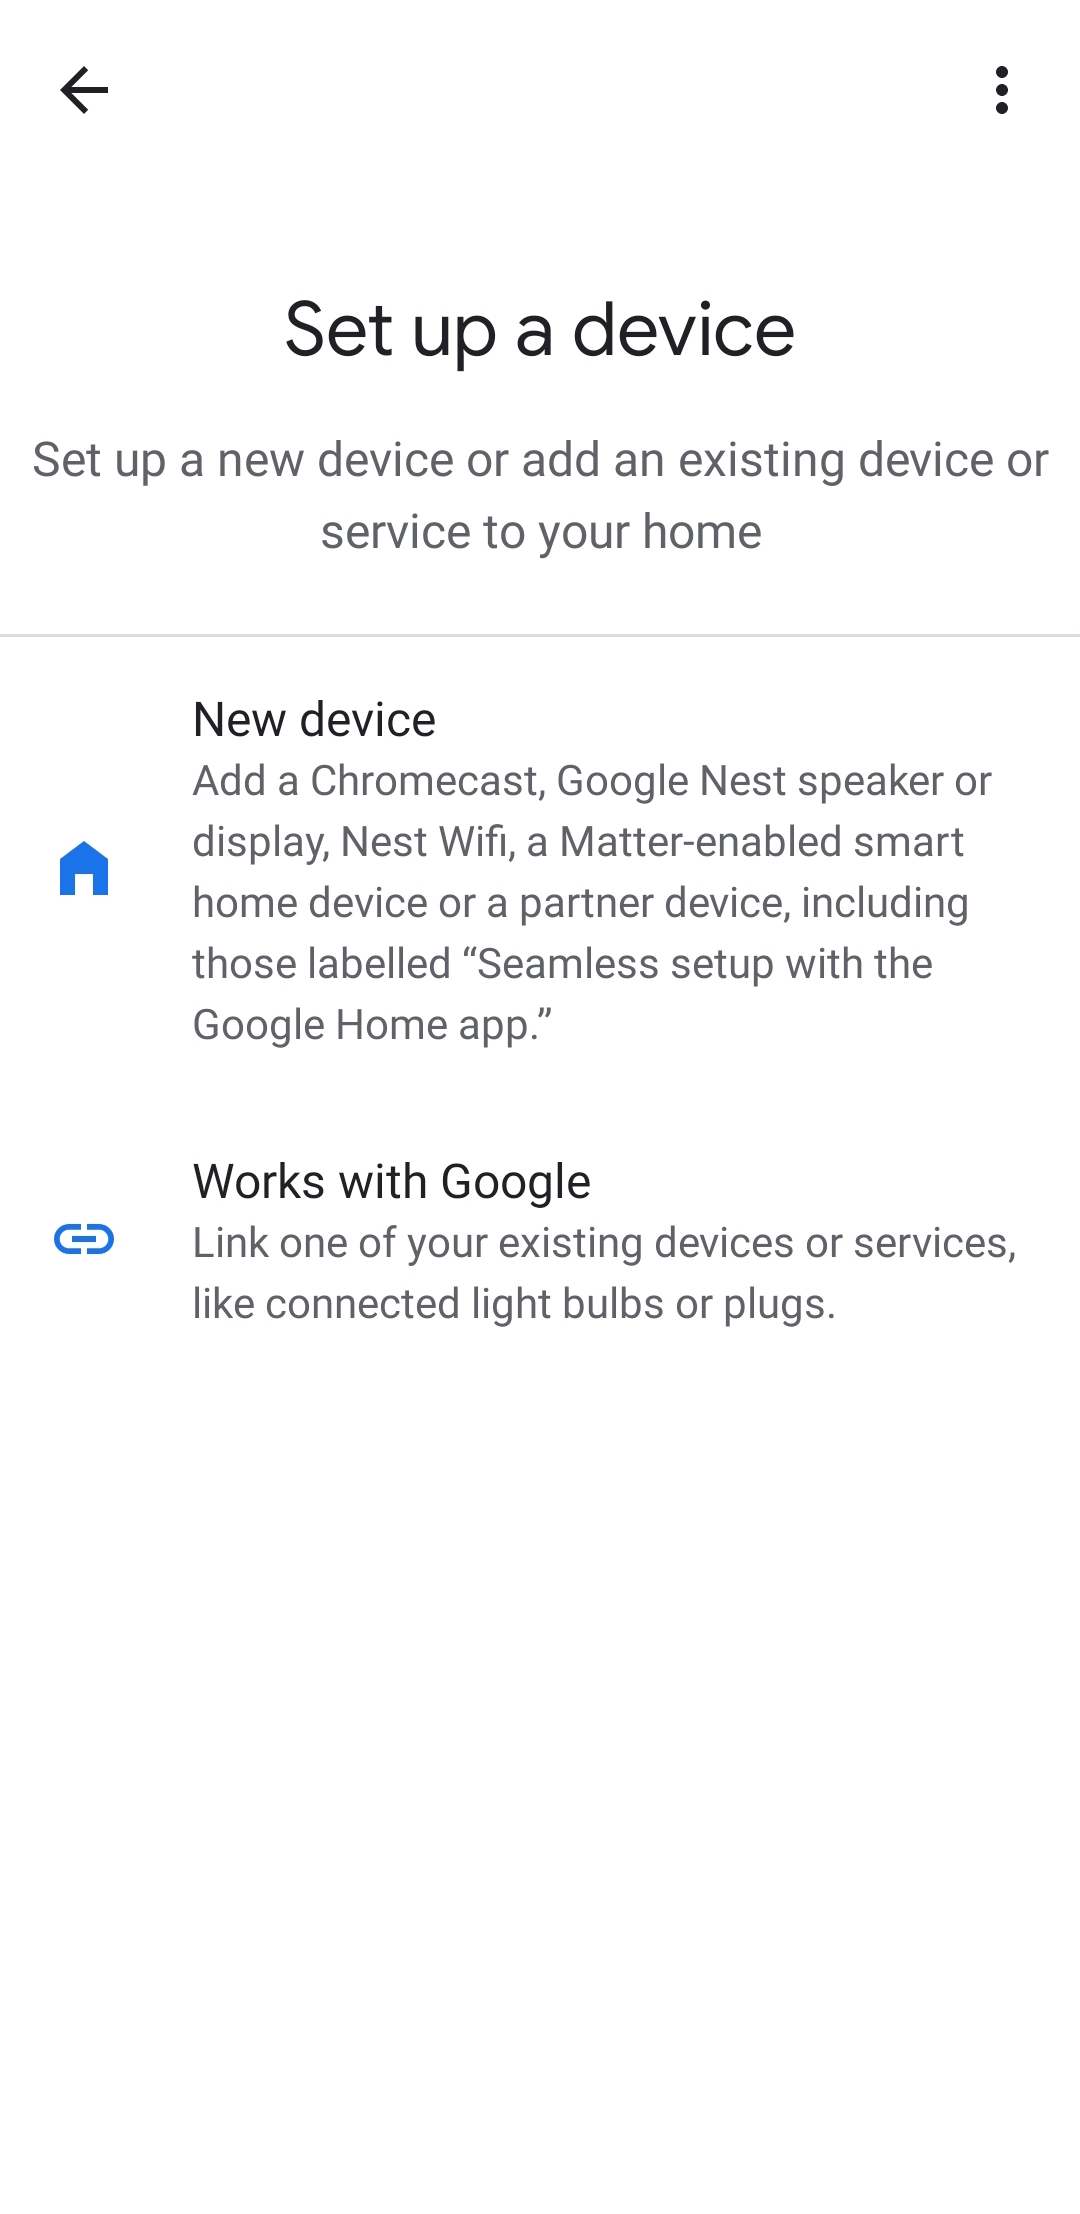 Set up a device
Set up a new device or add an existing device or
service to your home
New device
Add a Chromecast, Google Nest speaker or
display, Nest Wifi, a Matter-enabled smart
home device or a partner device, including
those labelled “Seamless setup with the
Google Home app.”
Works with Google
Link one of your existing devices or services,
like connected light bulbs or plugs.